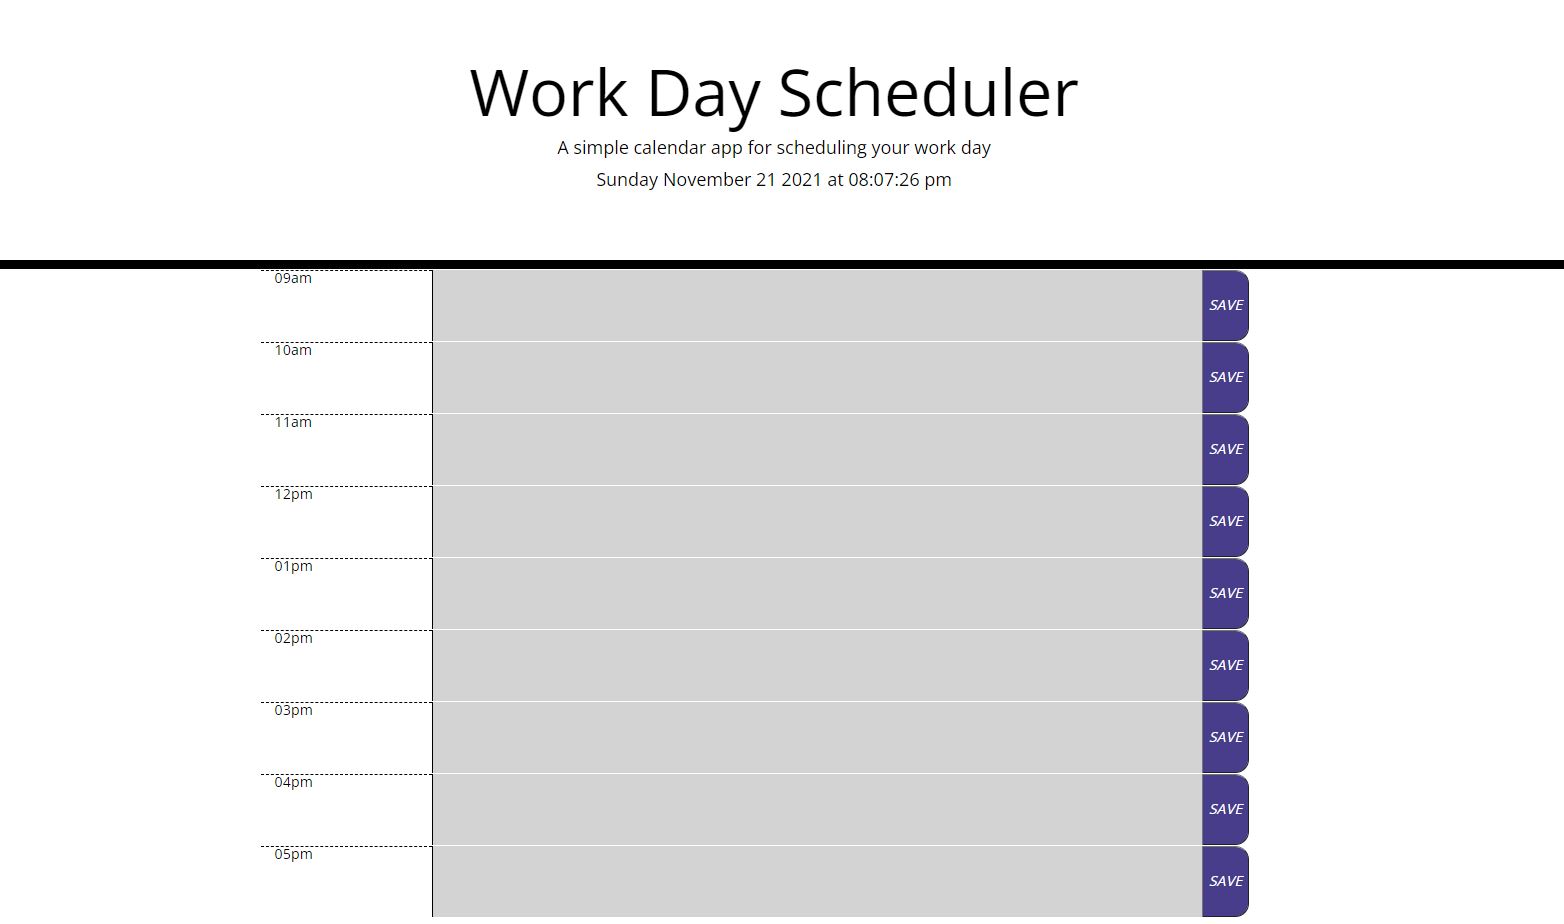 Work Day Scheduler
A simple calendar app for scheduling your work day
Sunday November 21 2021 at 08:07:26 pm
09am SAVE
10am SAVE
11am SAVE
12pm SAVE
01pm SAVE
02pm SAVE
03pm SAVE
04pm SAVE
05pm SAVE